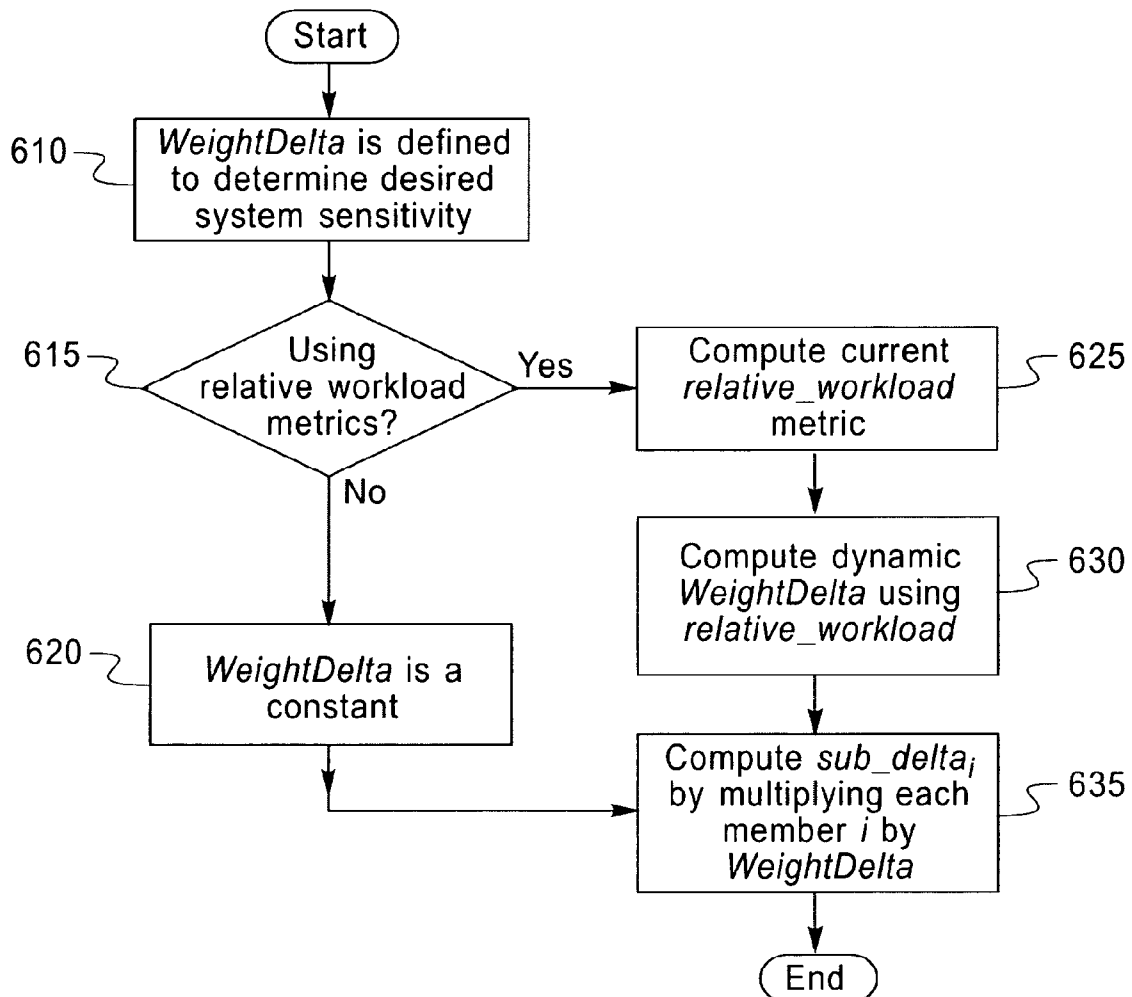 Start
610
WeightDelta is defined
to determine desired
system sensitivity
615
Using
relative workload
metrics?
Yes
No
Compute current
relative_workload
metric
625
Compute dynamic
WeightDelta using
relative_workload
630
620
WeightDelta is a
constant
Compute sub_deltaᵢ
by multiplying each
member i by
WeightDelta
635
End